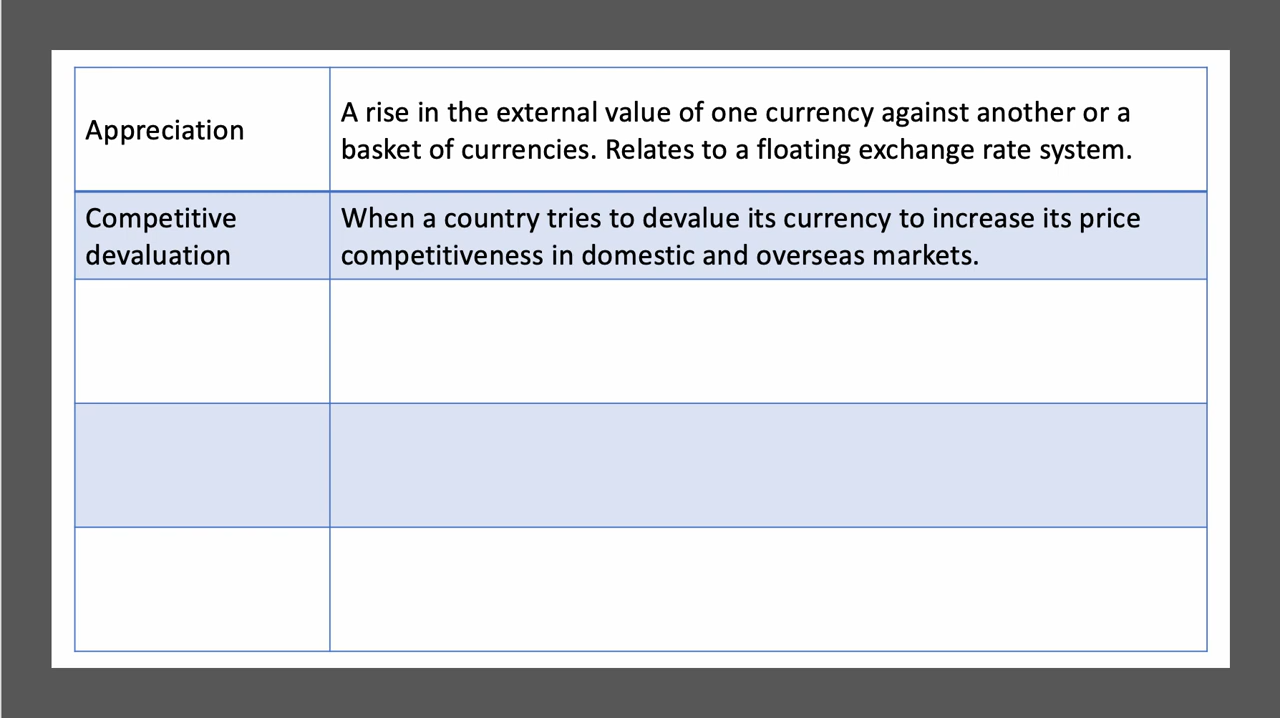 Appreciation
A rise in the external value of one currency against another or a
basket of currencies. Relates to a floating exchange rate system.
Competitive
devaluation
When a country tries to devalue its currency to increase its price
competitiveness in domestic and overseas markets.